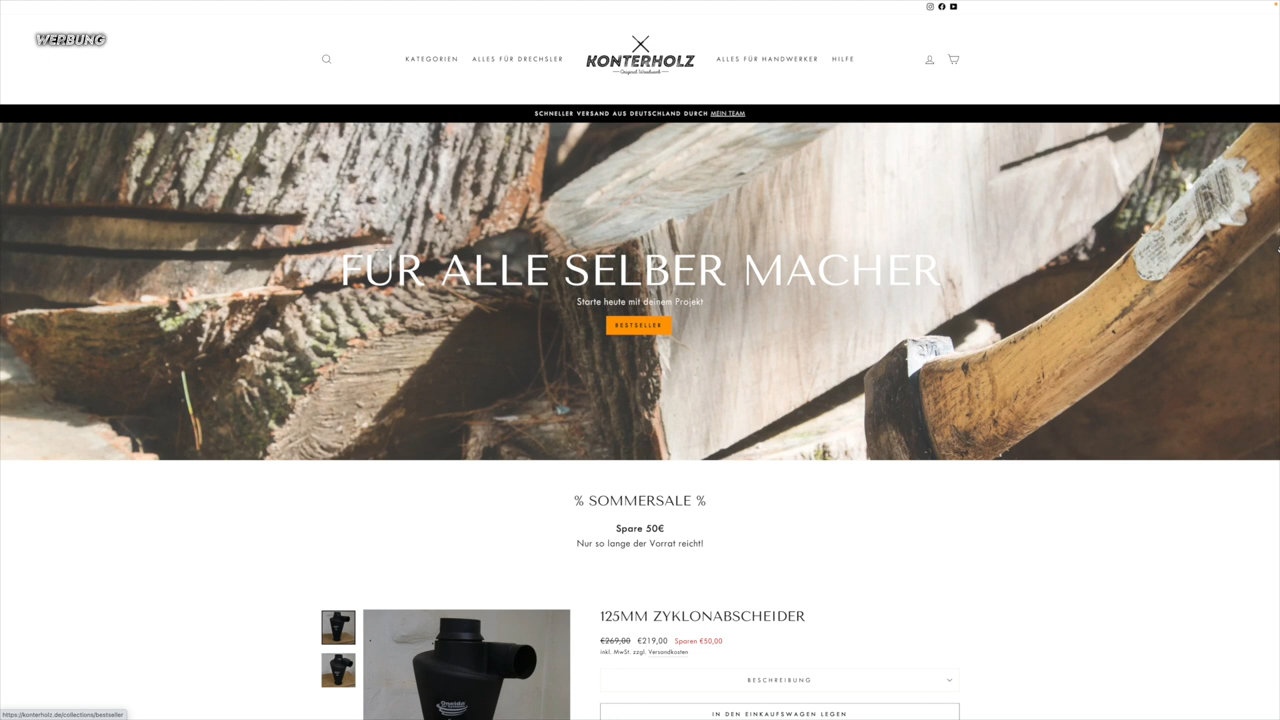 WERBUNG
KATEGORIEN
ALLES FÜR DRECHSLER
KONTERHOLZ
Original Woodwork
ALLES FÜR HANDWERKER
HILFE
SCHNELLER VERSAND AUS DEUTSCHLAND DURCH MEIN TEAM
FÜR ALLE SELBER MACHER
Starte heute mit deinem Projekt
BESTSELLER
% SOMMERSALE %
Spare 50€
Nur so lange der Vorrat reicht!
125MM ZYKLONABSCHEIDER
€269,00 €219,00 Sparen €50,00
inkl. MwSt. zzgl. Versandkosten
BESCHREIBUNG
IN DEN EINKAUFSWAGEN LEGEN
https://konterholz.de/collections/bestseller